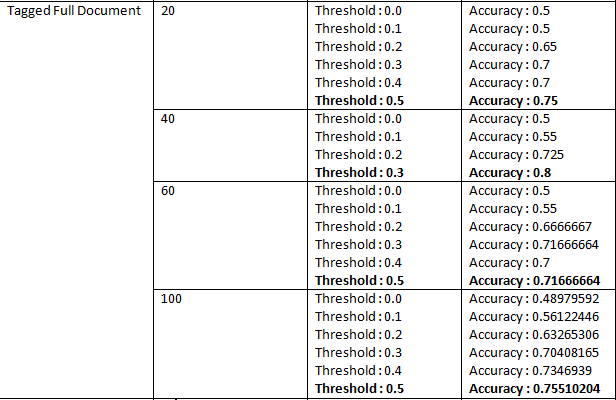 Tagged Full Document 20 Threshold : 0.0 Accuracy : 0.5
Threshold : 0.1 Accuracy : 0.5
Threshold : 0.2 Accuracy : 0.65
Threshold : 0.3 Accuracy : 0.7
Threshold : 0.4 Accuracy : 0.7
Threshold : 0.5 Accuracy : 0.75
40 Threshold : 0.0 Accuracy : 0.5
Threshold : 0.1 Accuracy : 0.55
Threshold : 0.2 Accuracy : 0.725
Threshold : 0.3 Accuracy : 0.8
60 Threshold : 0.0 Accuracy : 0.5
Threshold : 0.1 Accuracy : 0.55
Threshold : 0.2 Accuracy : 0.6666667
Threshold : 0.3 Accuracy : 0.71666664
Threshold : 0.4 Accuracy : 0.7
Threshold : 0.5 Accuracy : 0.71666664
100 Threshold : 0.0 Accuracy : 0.48979592
Threshold : 0.1 Accuracy : 0.56122446
Threshold : 0.2 Accuracy : 0.63265306
Threshold : 0.3 Accuracy : 0.70408165
Threshold : 0.4 Accuracy : 0.7346939
Threshold : 0.5 Accuracy : 0.75510204